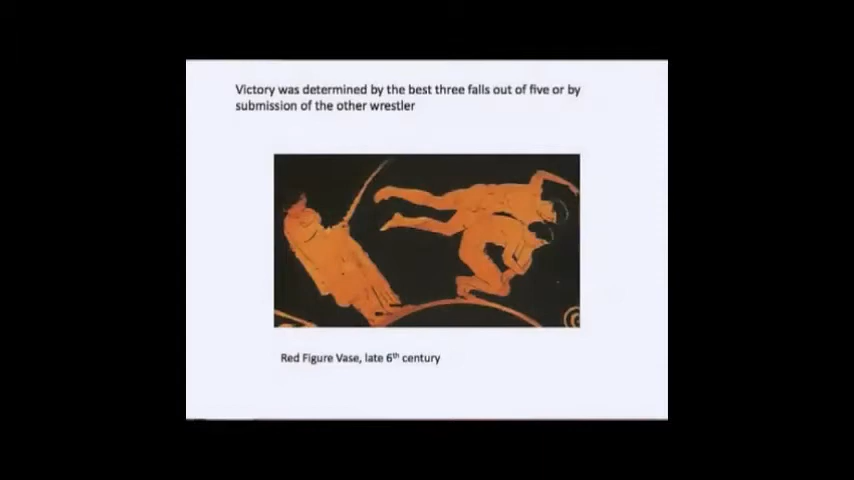 Victory was determined by the best three falls out of five or by
submission of the other wrestler
Red Figure Vase, late 6th century